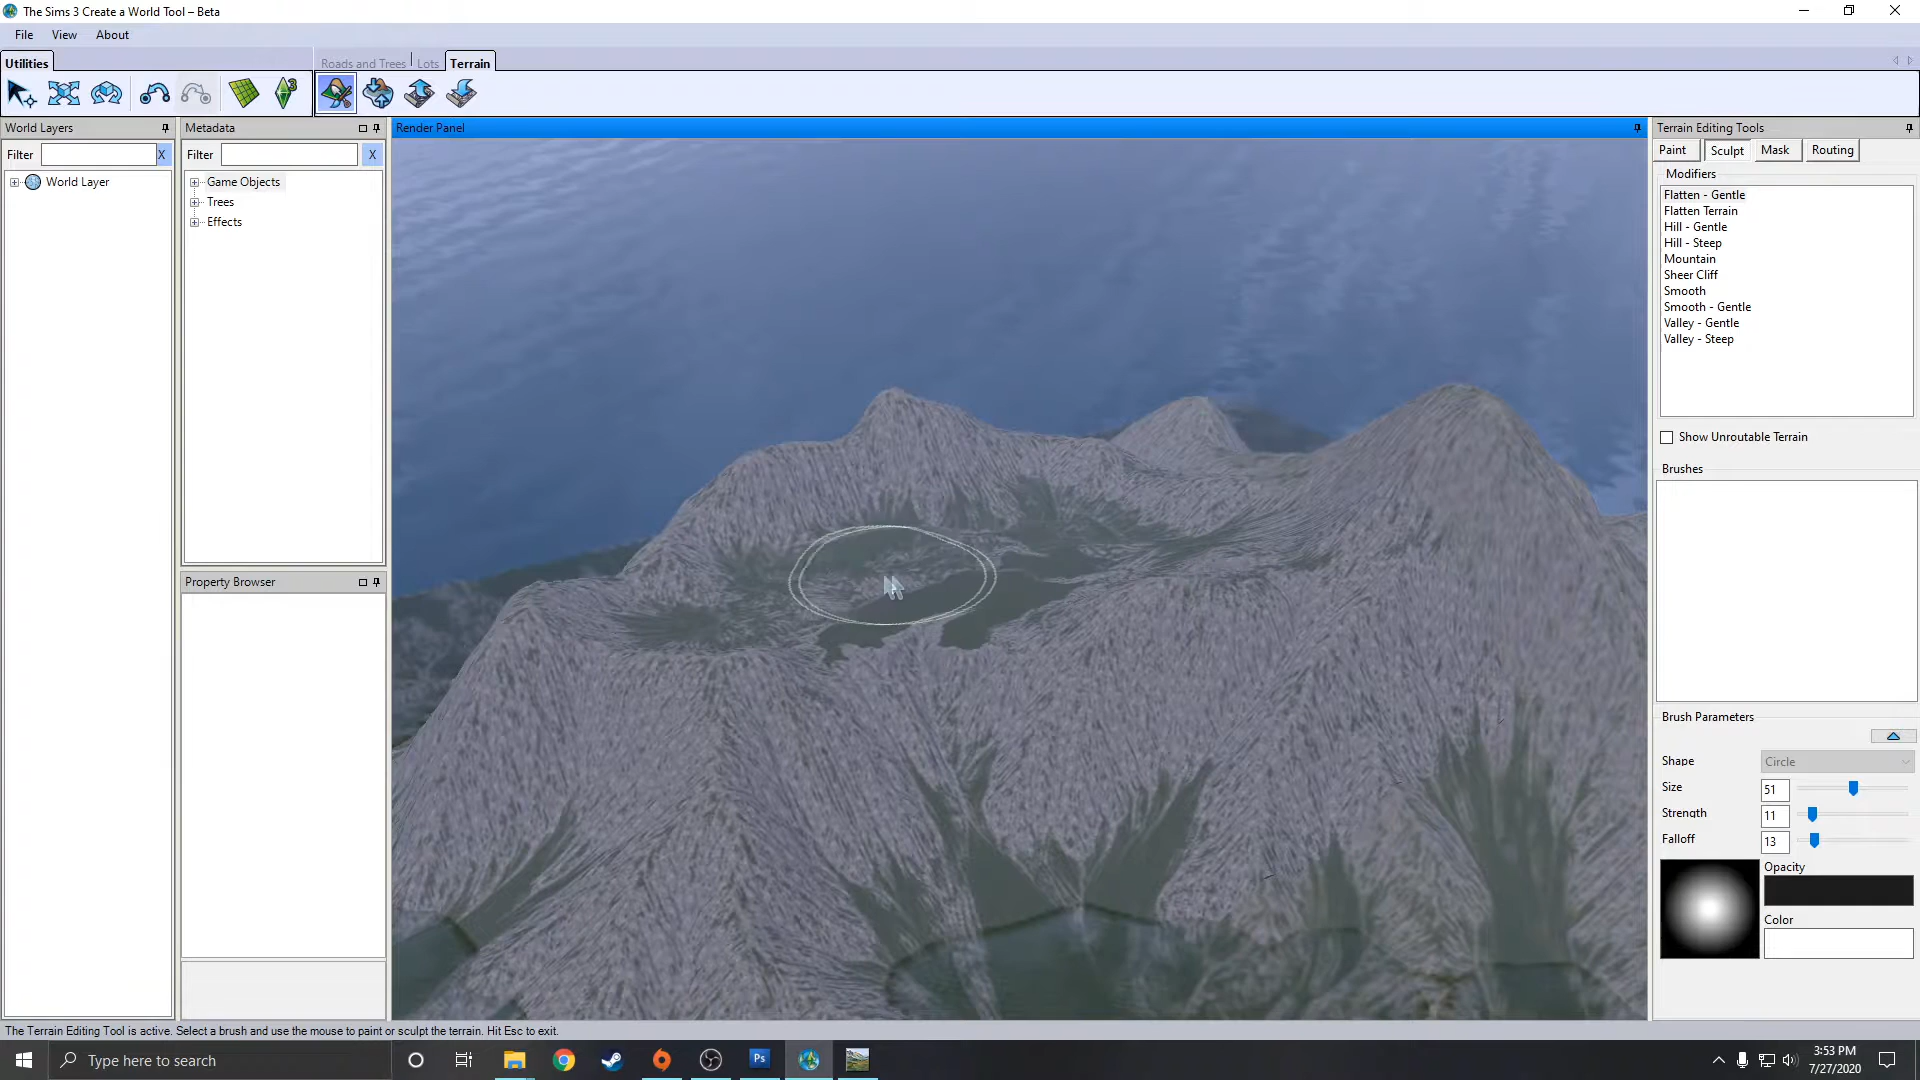 The Sims 3 Create a World Tool – Beta
File View About
Utilities Roads and Trees Lots Terrain
World Layers
Filter X
World Layer
Metadata
Filter X
Game Objects
Trees
Effects
Property Browser
Render Panel
Terrain Editing Tools
Paint Sculpt Mask Routing
Modifiers
Flatten - Gentle
Flatten Terrain
Hill - Gentle
Hill - Steep
Mountain
Sheer Cliff
Smooth
Smooth - Gentle
Valley - Gentle
Valley - Steep
Show Unroutable Terrain
Brushes
Brush Parameters
Shape Circle
Size 51
Strength 11
Falloff 13
Opacity
Color
The Terrain Editing Tool is active. Select a brush and use the mouse to paint or sculpt the terrain. Hit Esc to exit.
Type here to search
Ps
3:53 PM
7/27/2020